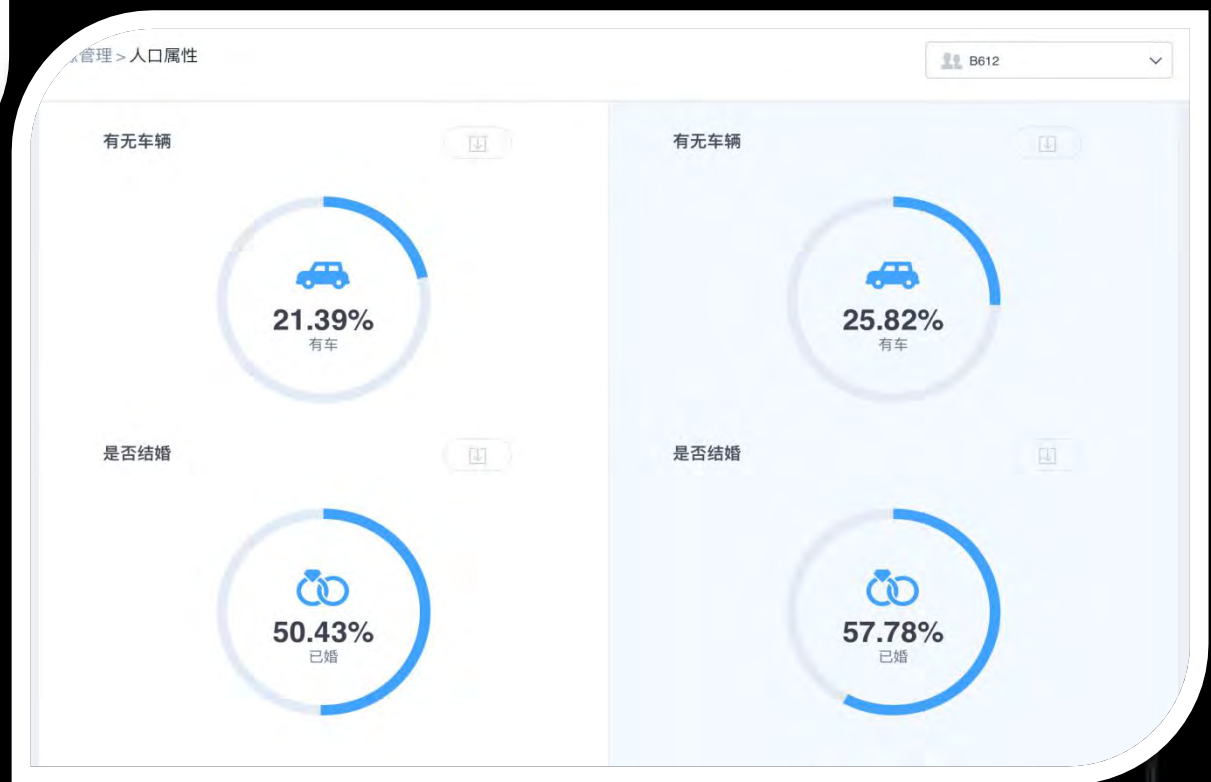 管理 > 人口属性
B612
有无车辆
21.39%
有车
有无车辆
25.82%
有车
是否结婚
50.43%
已婚
是否结婚
57.78%
已婚